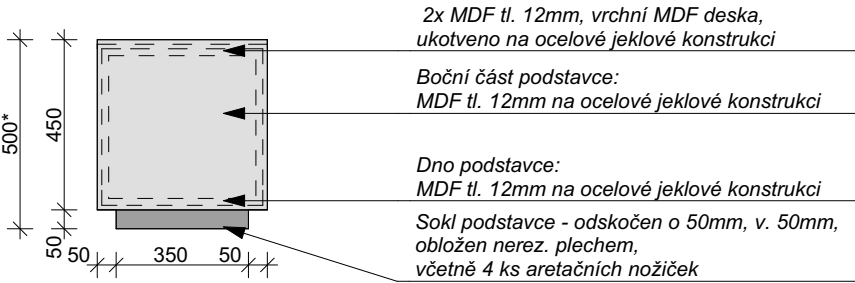 2x MDF tl. 12mm, vrchní MDF deska,
ukotveno na ocelové jeklové konstrukci
Boční část podstavce:
MDF tl. 12mm na ocelové jeklové konstrukci
500*
450
Dno podstavce:
MDF tl. 12mm na ocelové jeklové konstrukci
Sokl podstavce - odskočen o 50mm, v. 50mm,
obložen nerez. plechem,
včetně 4 ks aretačních nožiček
50
50 350 50